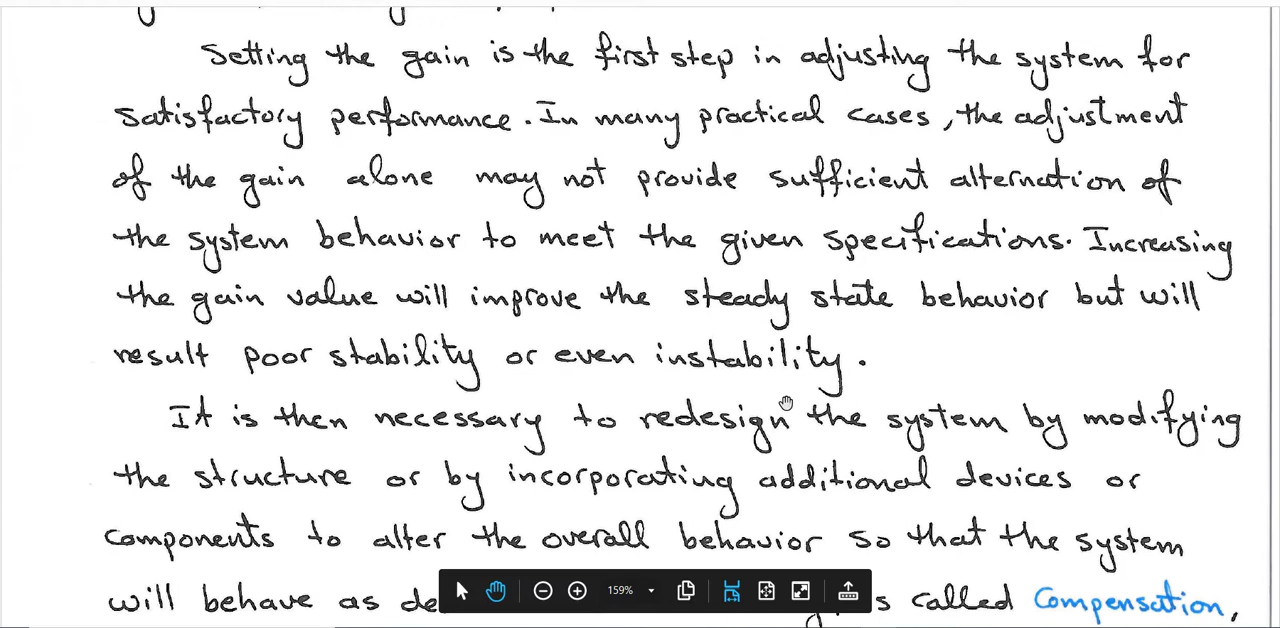 Setting the gain is the first step in adjusting the system for
satisfactory performance. In many practical cases, the adjustment
of the gain alone may not provide sufficient alternation of
the system behavior to meet the given specifications. Increasing
the gain value will improve the steady state behavior but will
result poor stability or even instability.
It is then necessary to redesign the system by modifying
the structure or by incorporating additional devices or
components to alter the overall behavior so that the system
will behave as called Compensation,
159%